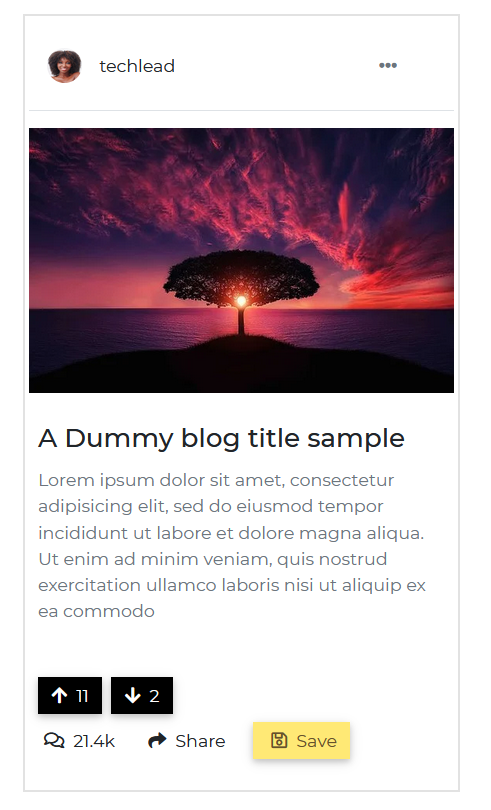 techlead
A Dummy blog title sample
Lorem ipsum dolor sit amet, consectetur
adipisicing elit, sed do eiusmod tempor
incididunt ut labore et dolore magna aliqua.
Ut enim ad minim veniam, quis nostrud
exercitation ullamco laboris nisi ut aliquip ex
ea commodo
11 2
21.4k Share Save